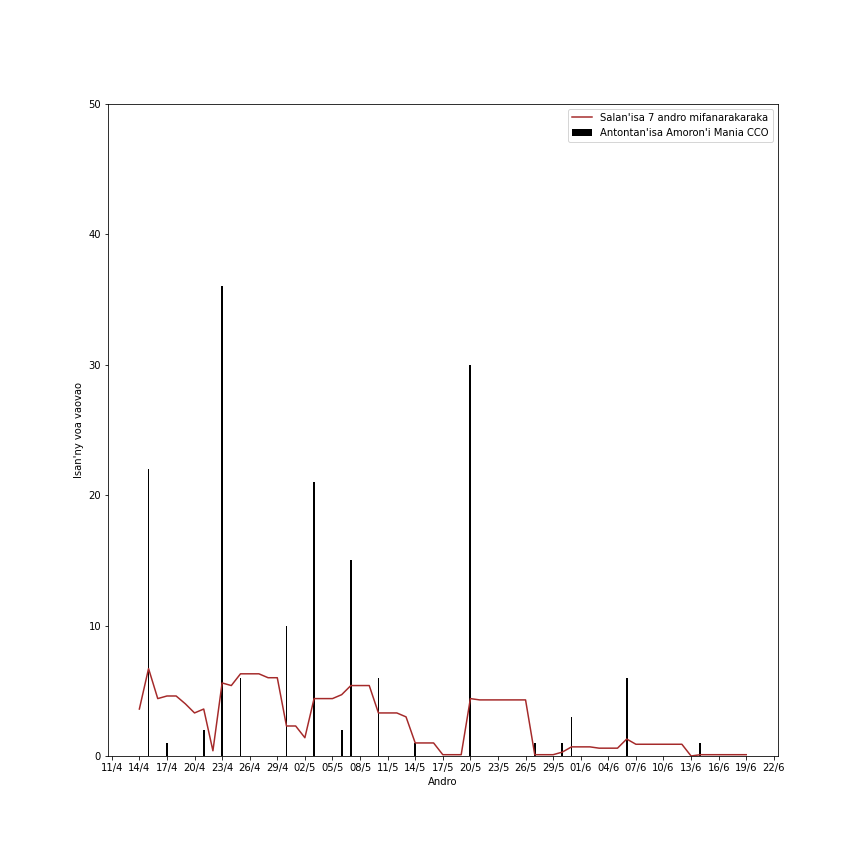 50
40
30
20
10
0
Isan'ny voa vaovao
Salan'isa 7 andro mifanarakaraka
Antontan'isa Amoron'i Mania CCO
11/4 14/4 17/4 20/4 23/4 26/4 29/4 02/5 05/5 08/5 11/5 14/5 17/5 20/5 23/5 26/5 29/5 01/6 04/6 07/6 10/6 13/6 16/6 19/6 22/6
Andro